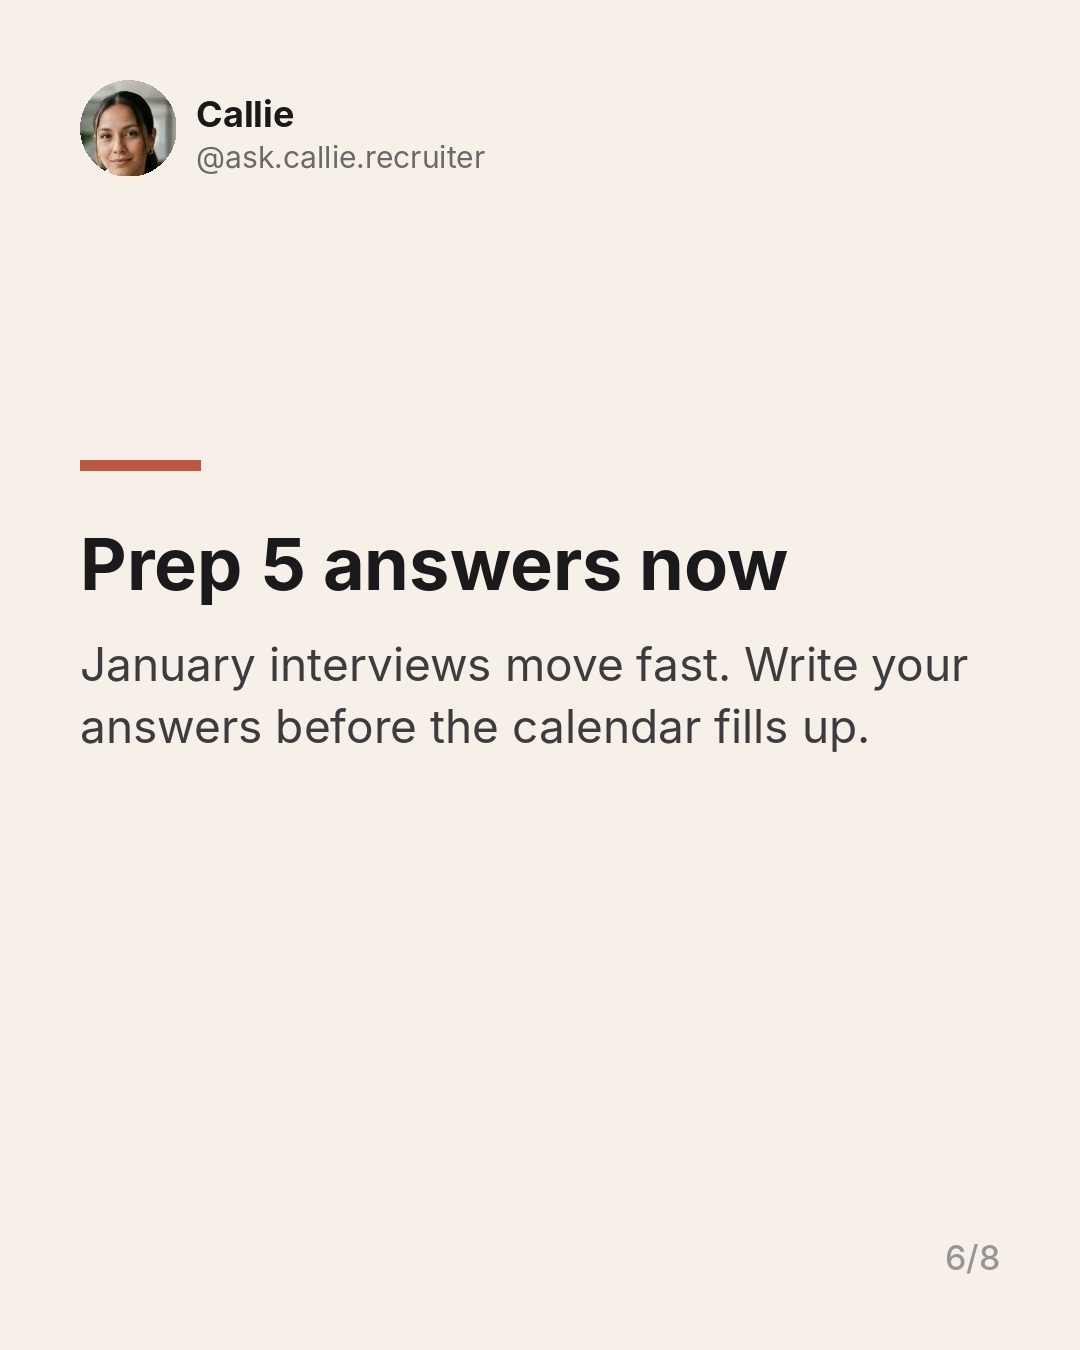 Callie
@ask.callie.recruiter
Prep 5 answers now
January interviews move fast. Write your
answers before the calendar fills up.
6/8